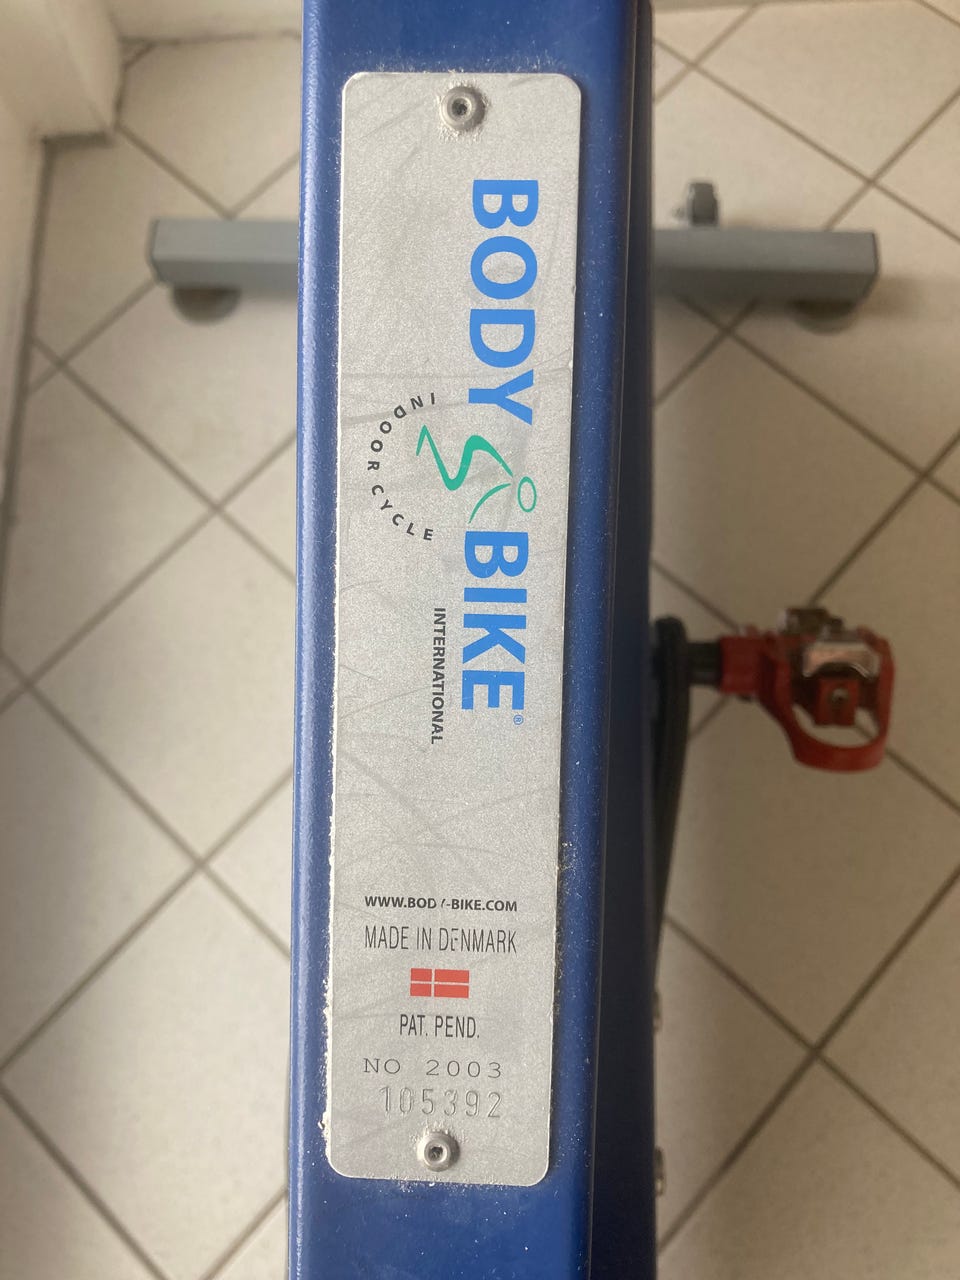 BODY BIKE®
INDOOR CYCLE
INTERNATIONAL
WWW.BODY-BIKE.COM
MADE IN DENMARK
PAT. PEND.
NO 2003
105392